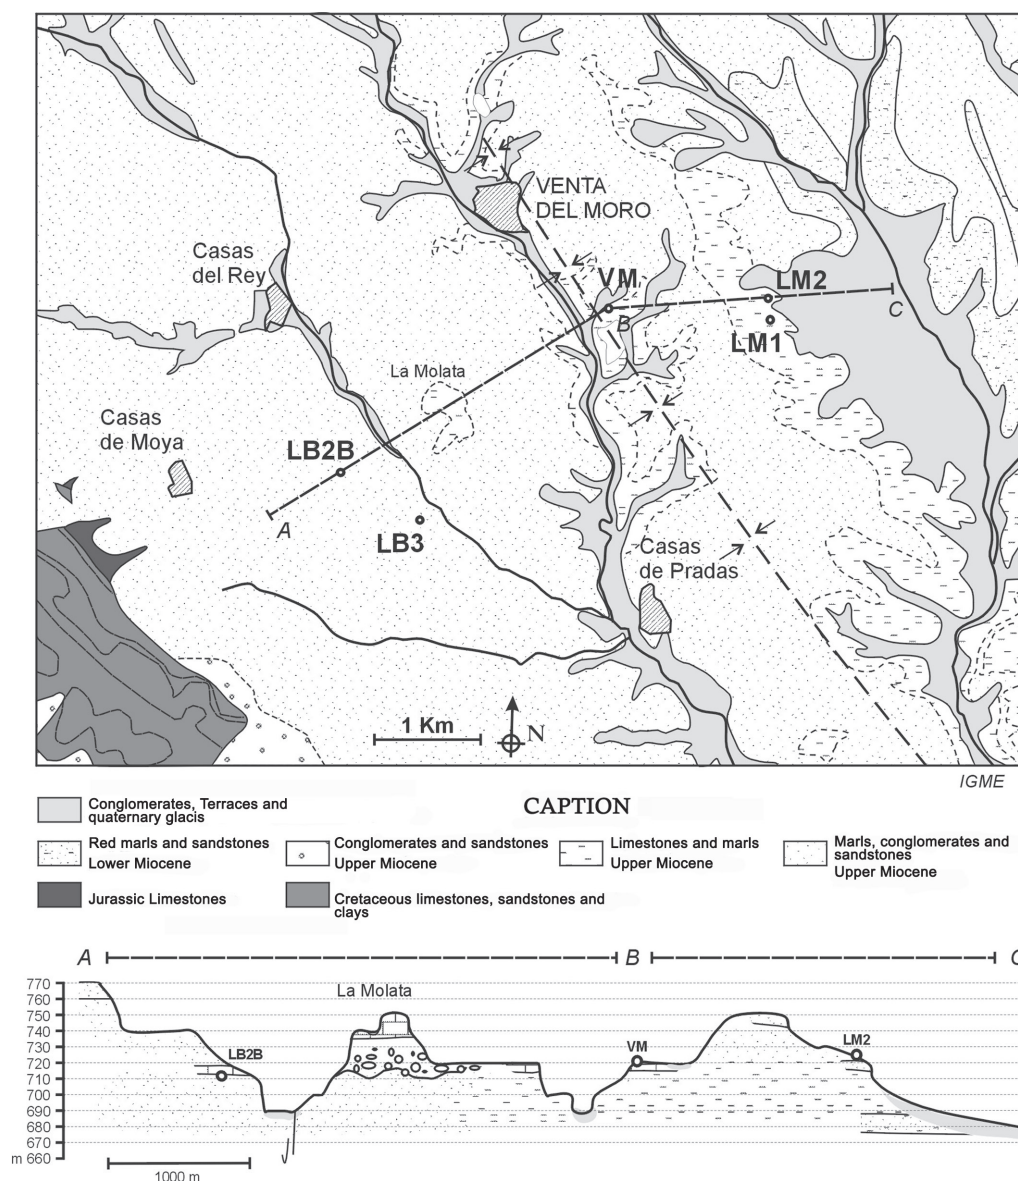 VENTA
DEL MORO
Casas
del Rey
VM
LM2
B
C
LM1
La Molata
Casas
de Moya
LB2B
A
LB3
Casas
de Pradas
1 Km
N
IGME
CAPTION
Conglomerates, Terraces and
quaternary glacis
Red marls and sandstones
Lower Miocene
Conglomerates and sandstones
Upper Miocene
Limestones and marls
Upper Miocene
Marls, conglomerates and
sandstones
Upper Miocene
Jurassic Limestones
Cretaceous limestones, sandstones and
clays
A
B
C
770
760
750
740
730
720
710
700
690
680
670
m 660
La Molata
LB2B
VM
LM2
1000 m